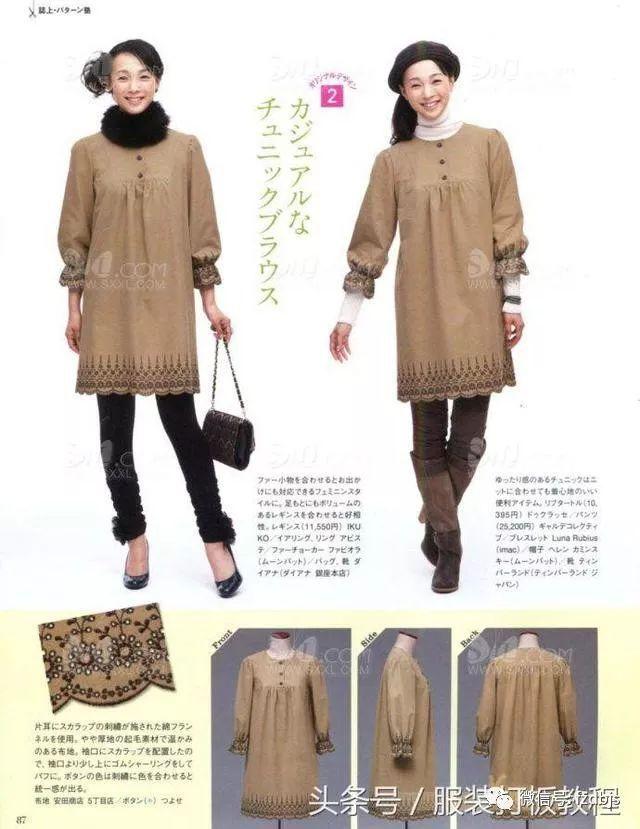 誌上・パターン塾
オリジナルデザイン
2
カジュアルな
チュニックブラウス
ファー小物を合わせるとお出か
けにも対応できるフェミニンスタ
イルに。足もとにもボリュームの
あるレギンスを合わせると好相
性。レギンス(11,550円) IKU
KO/イアリング、リング アビス
テ/ファーチョーカー ファビオラ
(ムーンバット)/バッグ、靴 ダ
イアナ(ダイアナ 銀座本店)
ゆったり感のあるチュニックはニ
ットに合わせても着心地のいい
便利アイテム。リブタートル(10,
395円)ドゥクラッセ/パンツ
(25,200円) ギャルデコレクティ
ブ/ブレスレット Luna Rubius
(imac)/帽子 ヘレン カミンス
キー(ムーンバット)/靴 ティン
バーランド(ティンバーランド ジ
ャパン)
Front
Side
Back
片耳にスカラップの刺繍が施された綿フラン
ネルを使用。やや厚地の起毛素材で温かみ
のある布地。袖口にスカラップを配置したの
で、袖口より少し上にゴムシャーリングをして
パフに。ボタンの色は刺繍に色を合わせると
統一感が出る。
布地 安田商店 5丁目店/ボタン(*) つよせ
87
SXXL.COM
WWW.SXXL.COM
头条号/服装打板教程